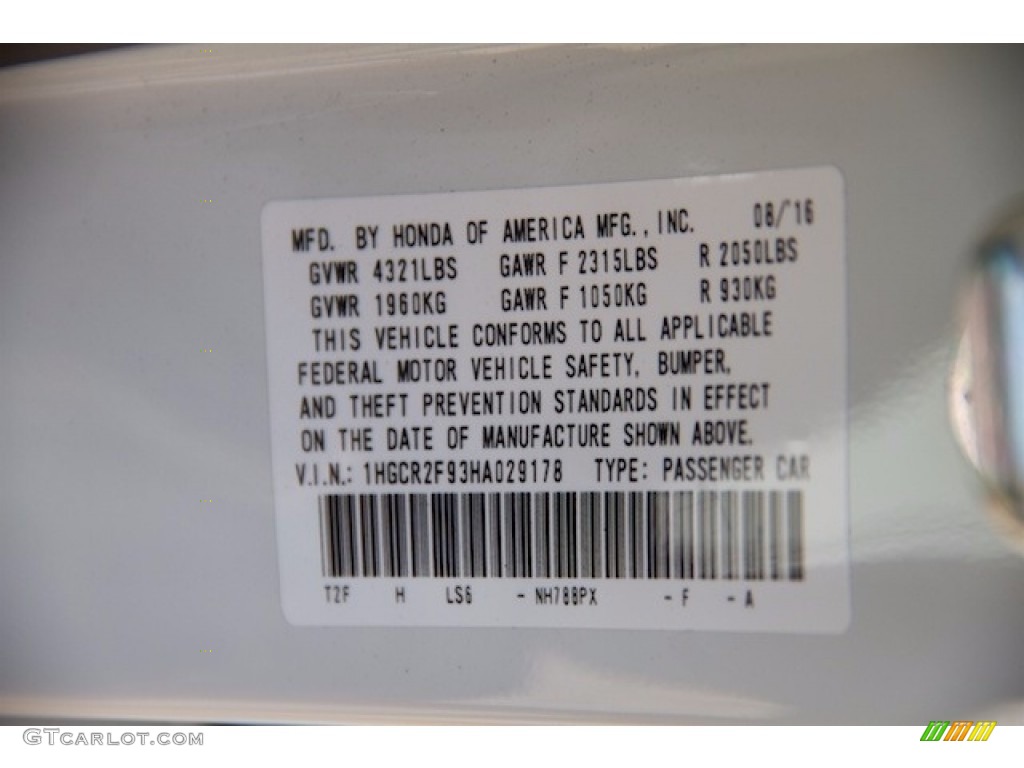 MFD. BY HONDA OF AMERICA MFG., INC. 08/'16
GVWR 4321LBS GAWR F 2315LBS R 2050LBS
GVWR 1960KG GAWR F 1050KG R 930KG
THIS VEHICLE CONFORMS TO ALL APPLICABLE
FEDERAL MOTOR VEHICLE SAFETY, BUMPER,
AND THEFT PREVENTION STANDARDS IN EFFECT
ON THE DATE OF MANUFACTURE SHOWN ABOVE.
V.I.N.: 1HGCR2F93HA029178 TYPE: PASSENGER CAR
T2F H LS6 - NH788PX - F - A
GTCARLOT.COM